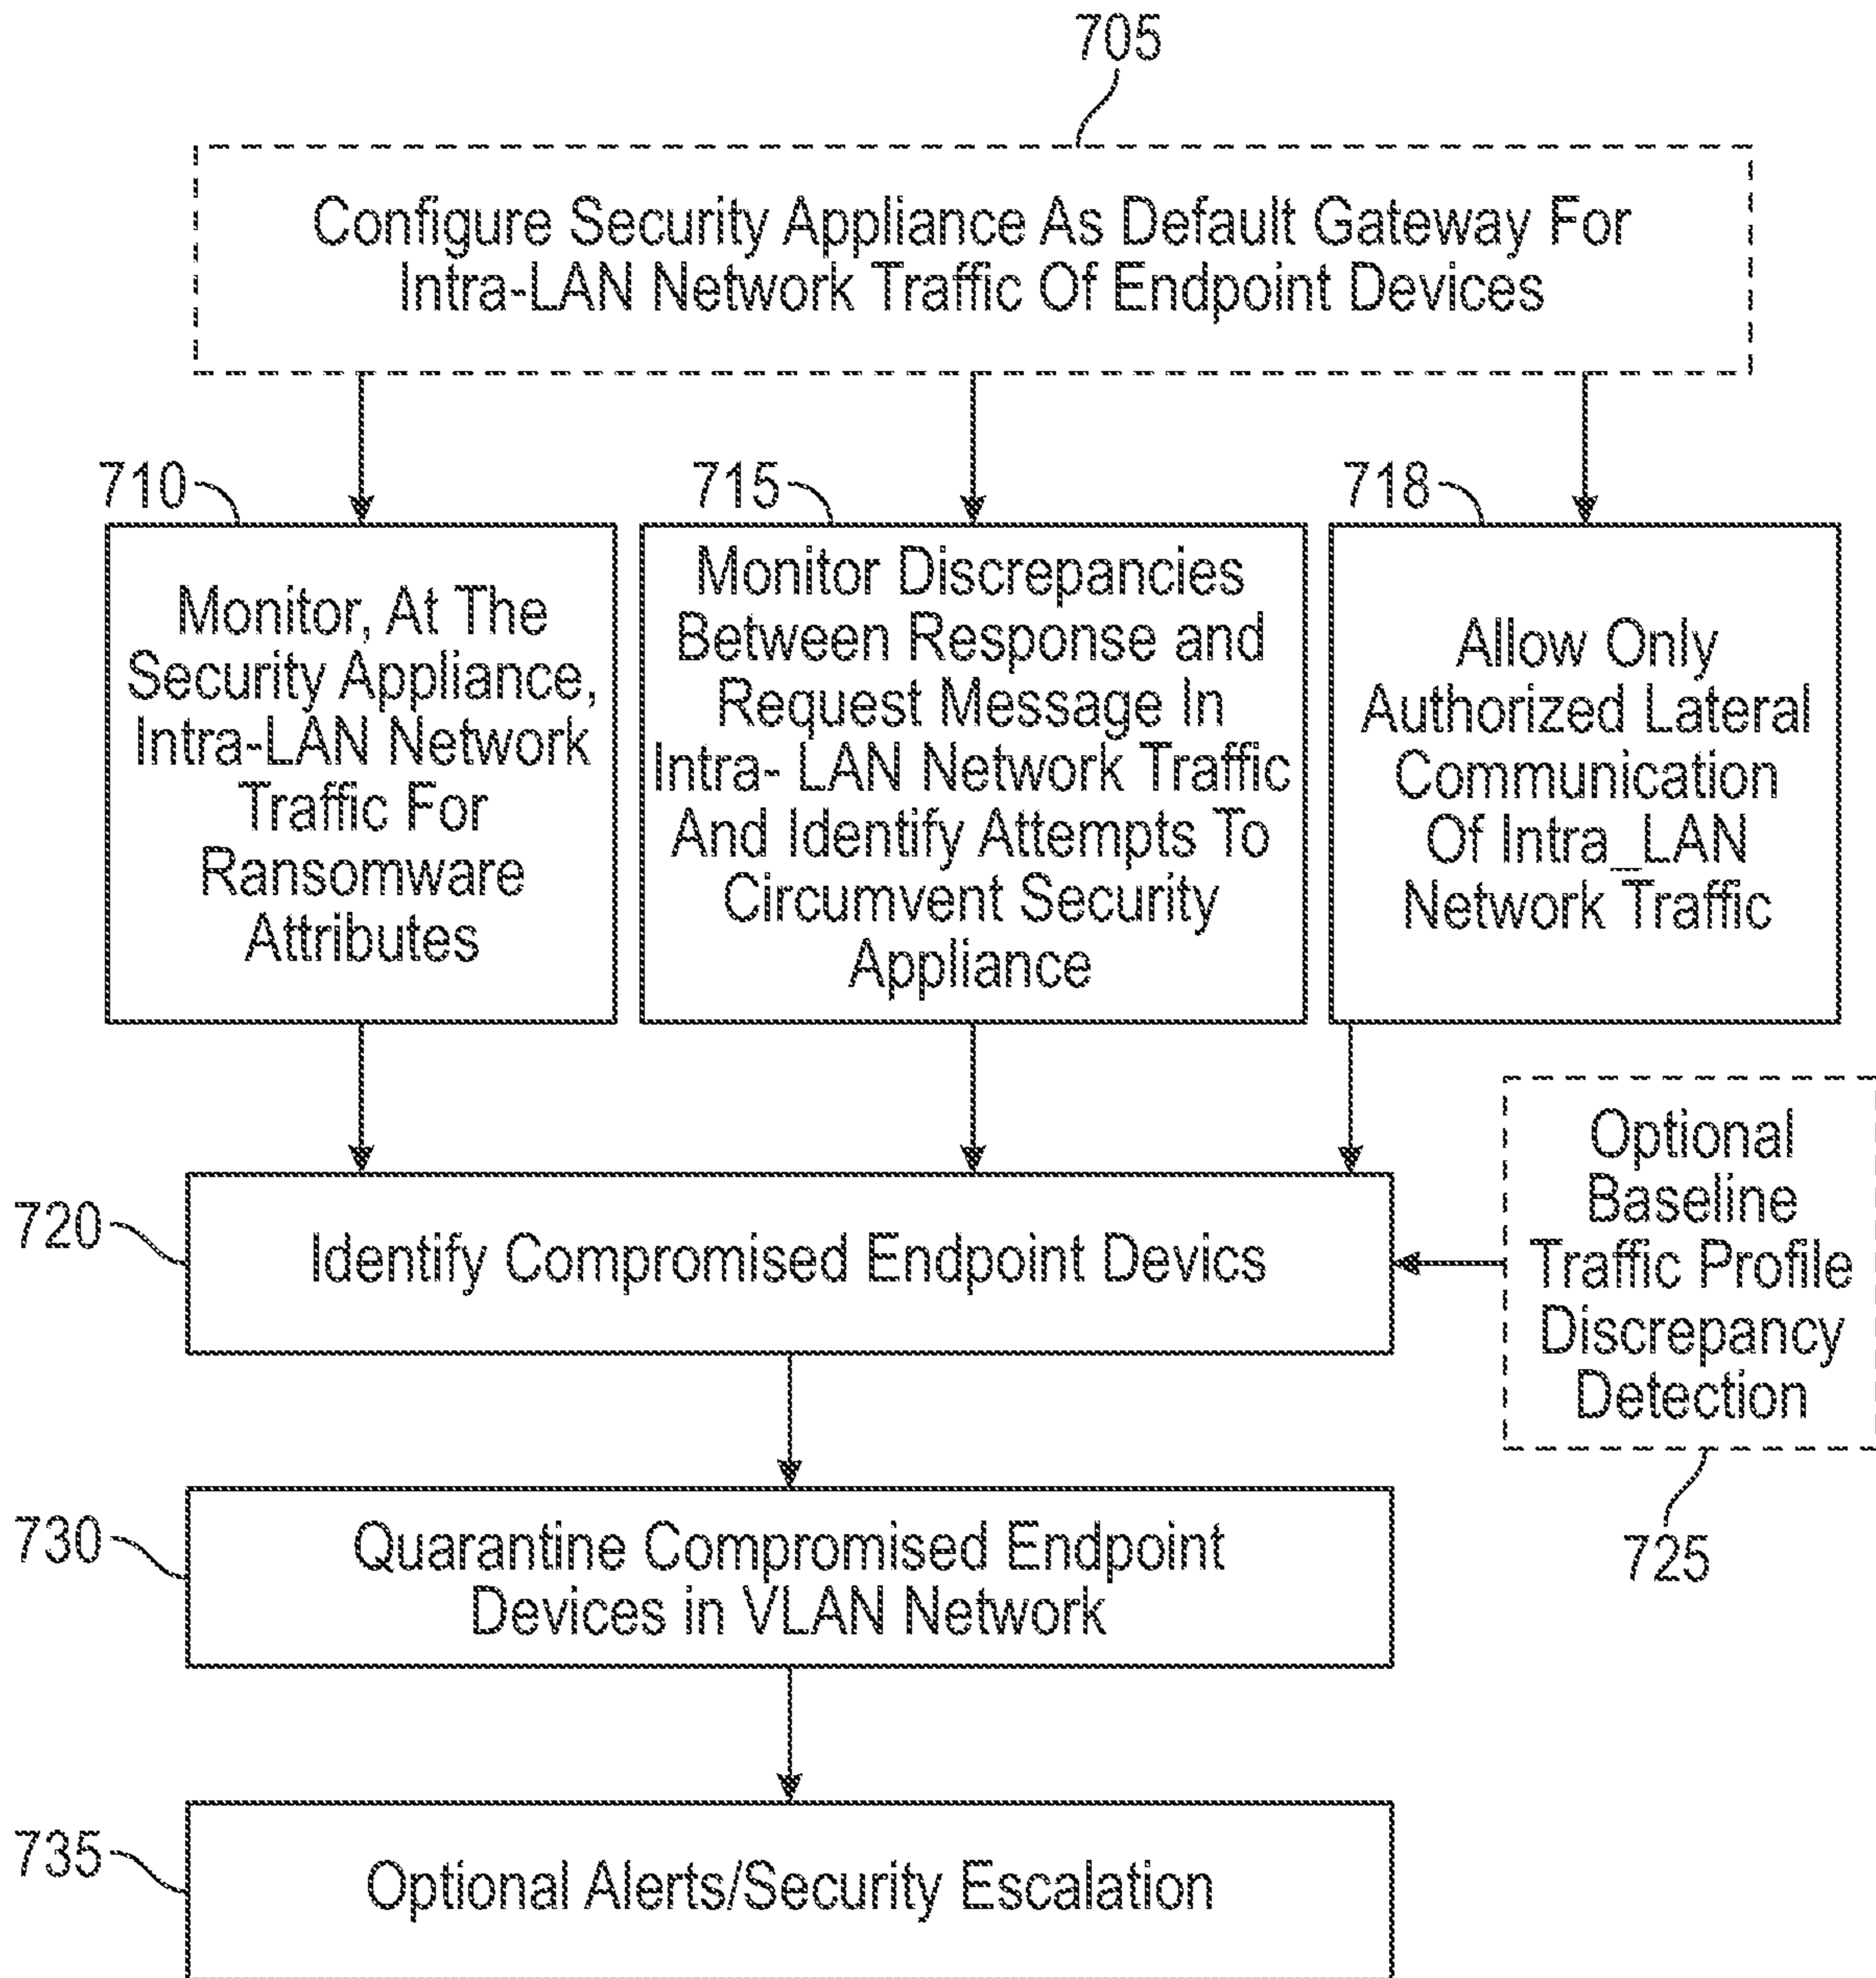 705
Configure Security Appliance As Default Gateway For
Intra-LAN Network Traffic Of Endpoint Devices
710
Monitor, At The
Security Appliance,
Intra-LAN Network
Traffic For
Ransomware
Attributes
715
Monitor Discrepancies
Between Response and
Request Message In
Intra- LAN Network Traffic
And Identify Attempts To
Circumvent Security
Appliance
718
Allow Only
Authorized Lateral
Communication
Of Intra_LAN
Network Traffic
720
Identify Compromised Endpoint Devics
Optional
Baseline
Traffic Profile
Discrepancy
Detection
725
730
Quarantine Compromised Endpoint
Devices in VLAN Network
735
Optional Alerts/Security Escalation